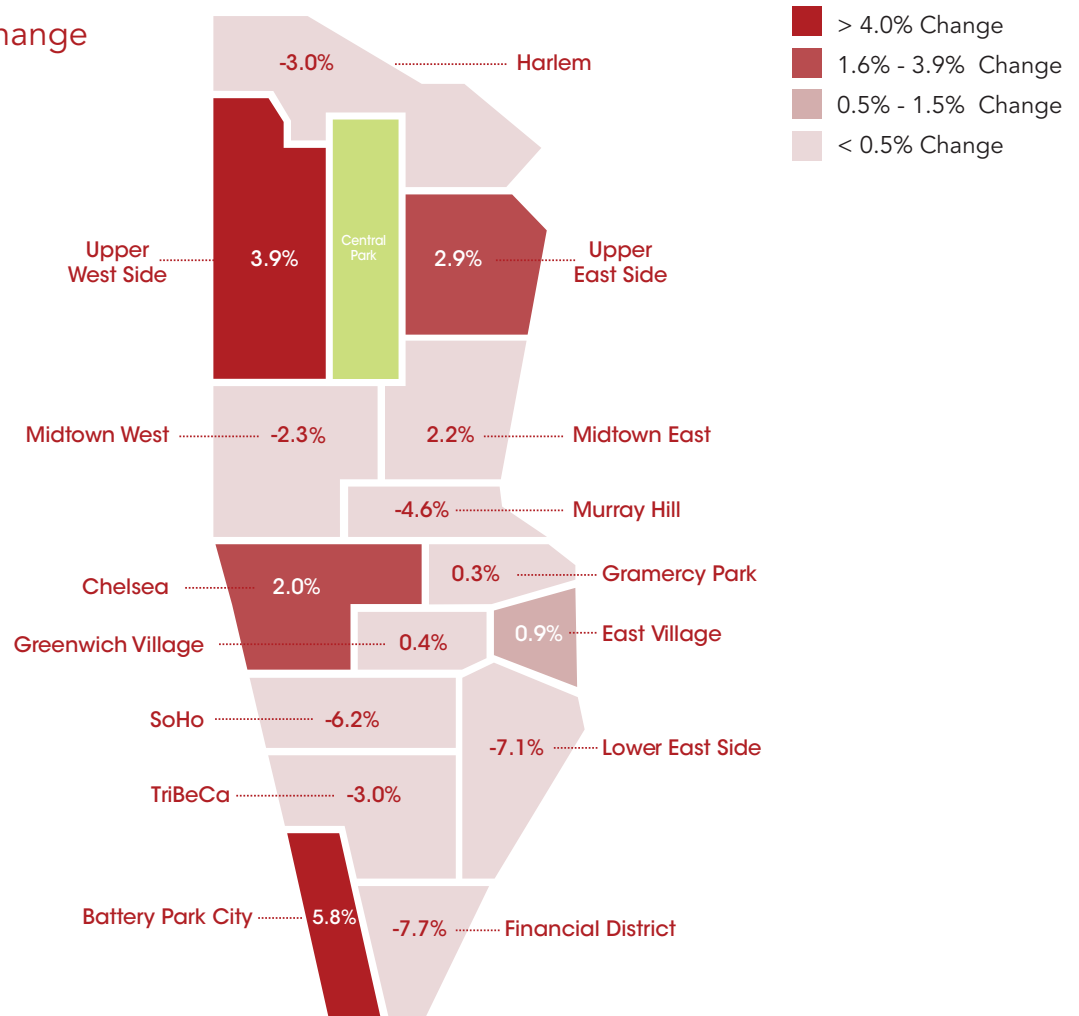 > 4.0% Change
1.6% - 3.9% Change
0.5% - 1.5% Change
< 0.5% Change
-3.0%
Harlem
Upper
West Side
3.9%
Central
Park
2.9%
Upper
East Side
Midtown West
-2.3%
2.2%
Midtown East
-4.6%
Murray Hill
Chelsea
2.0%
0.3%
Gramercy Park
Greenwich Village
0.4%
0.9%
East Village
SoHo
-6.2%
-7.1%
Lower East Side
TriBeCa
-3.0%
Battery Park City
5.8%
-7.7%
Financial District